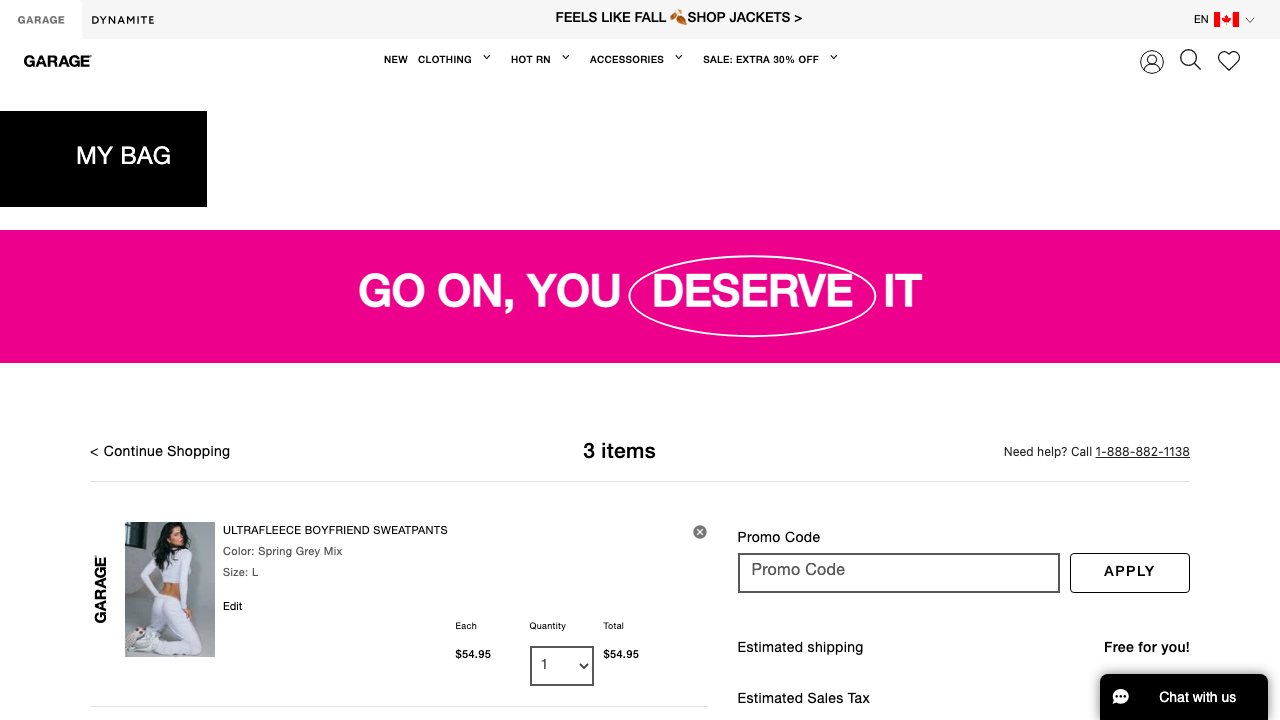 GARAGE
DYNAMITE
FEELS LIKE FALL 🍂SHOP JACKETS >
EN
GARAGE
NEW
CLOTHING
HOT RN
ACCESSORIES
SALE: EXTRA 30% OFF
MY BAG
GO ON, YOU DESERVE IT
< Continue Shopping
3 items
Need help? Call 1-888-882-1138
GARAGE
ULTRAFLEECE BOYFRIEND SWEATPANTS
Color: Spring Grey Mix
Size: L
Edit
Each
Quantity
Total
$54.95
1
$54.95
Promo Code
Promo Code
APPLY
Estimated shipping
Free for you!
Estimated Sales Tax
Chat with us